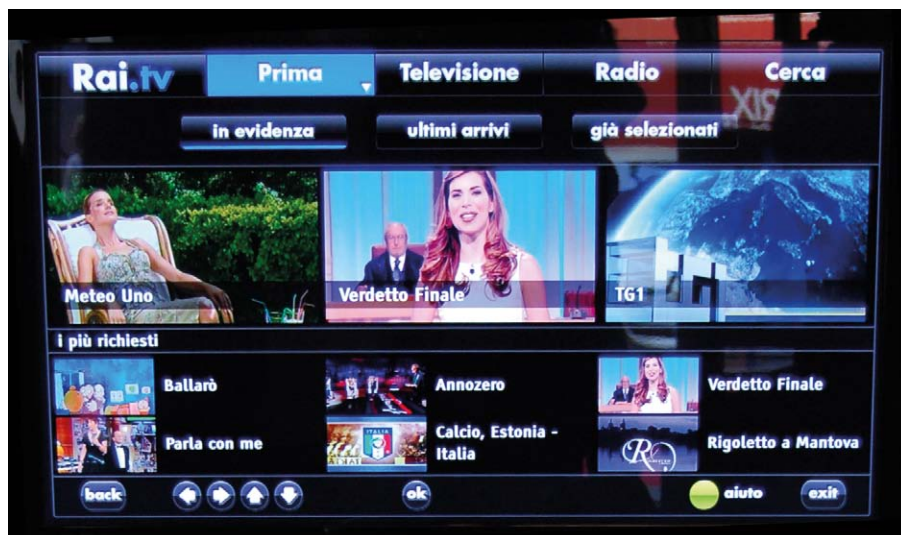 Rai.tv
Prima
Televisione
Radio
Cerca
in evidenza
ultimi arrivi
già selezionati
Meteo Uno
Verdetto Finale
TG1
i più richiesti
Ballarò
Annozero
Verdetto Finale
Parla con me
ITALIA
Calcio, Estonia -
Italia
Rigoletto a Mantova
back
ok
aiuto
exit